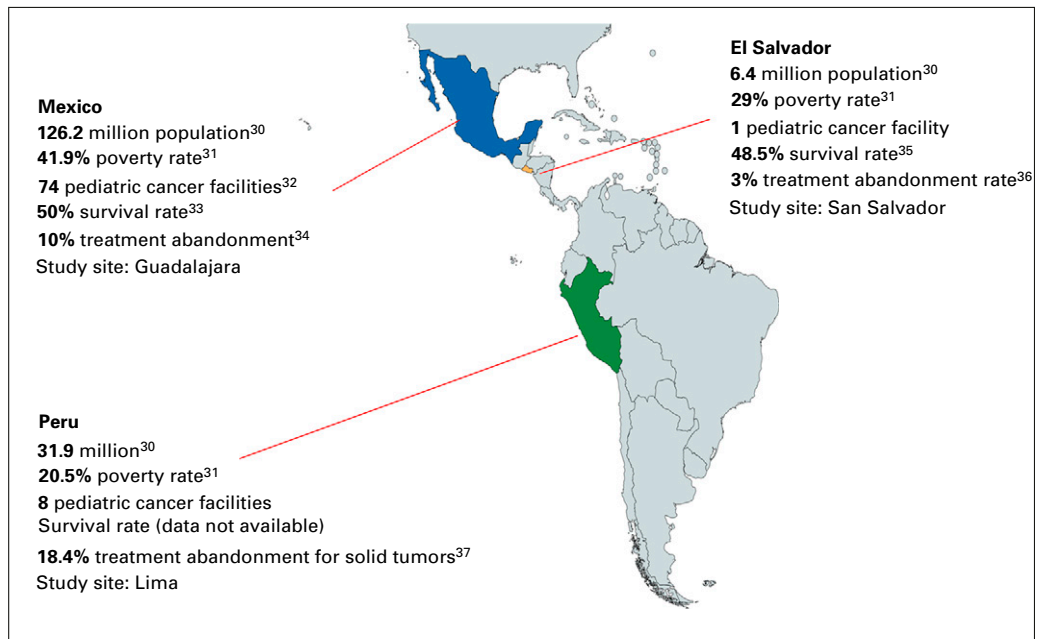 Mexico
126.2 million population³⁰
41.9% poverty rate³¹
74 pediatric cancer facilities³²
50% survival rate³³
10% treatment abandonment³⁴
Study site: Guadalajara
El Salvador
6.4 million population³⁰
29% poverty rate³¹
1 pediatric cancer facility
48.5% survival rate³⁵
3% treatment abandonment rate³⁶
Study site: San Salvador
Peru
31.9 million³⁰
20.5% poverty rate³¹
8 pediatric cancer facilities
Survival rate (data not available)
18.4% treatment abandonment for solid tumors³⁷
Study site: Lima